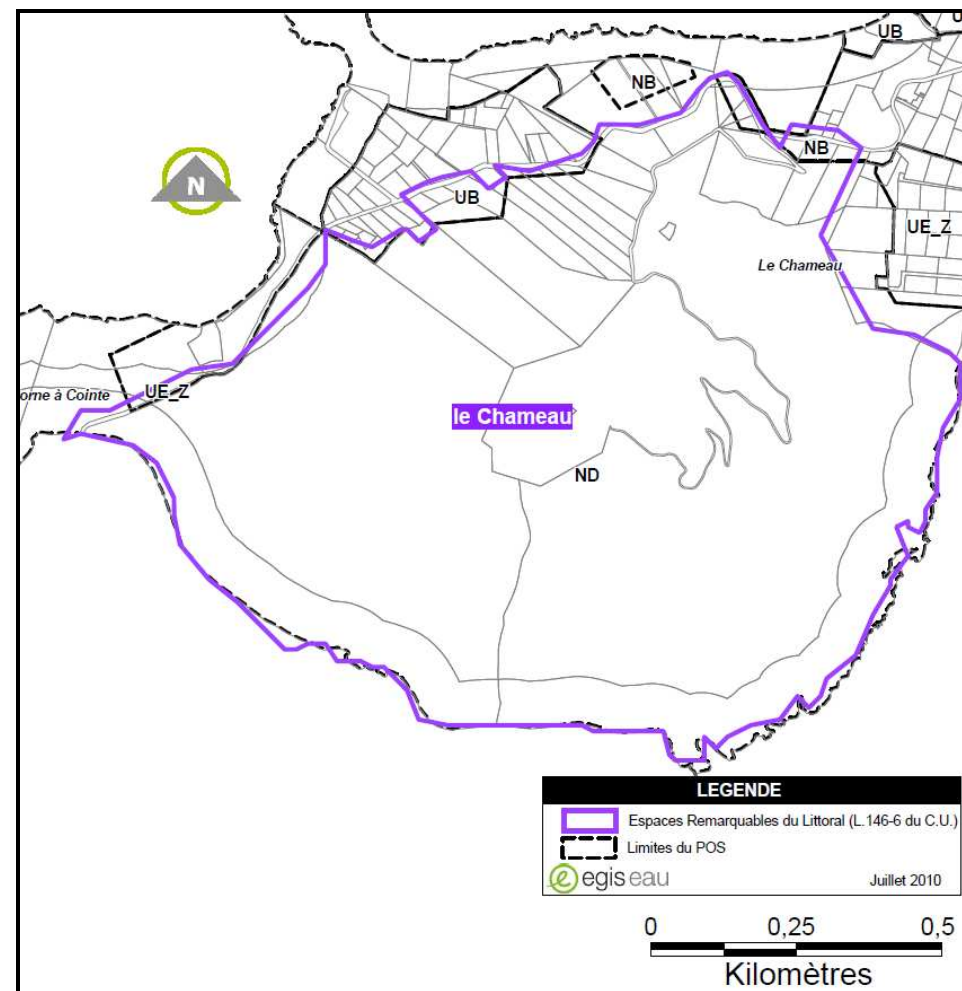 U
UB
NB
N
NB
UB
UE_Z
Le Chameau
orne à Cointe
UE_Z
le Chameau
ND
LEGENDE
Espaces Remarquables du Littoral (L.146-6 du C.U.)
Limites du POS
egis eau
Juillet 2010
0 0,25 0,5
Kilomètres